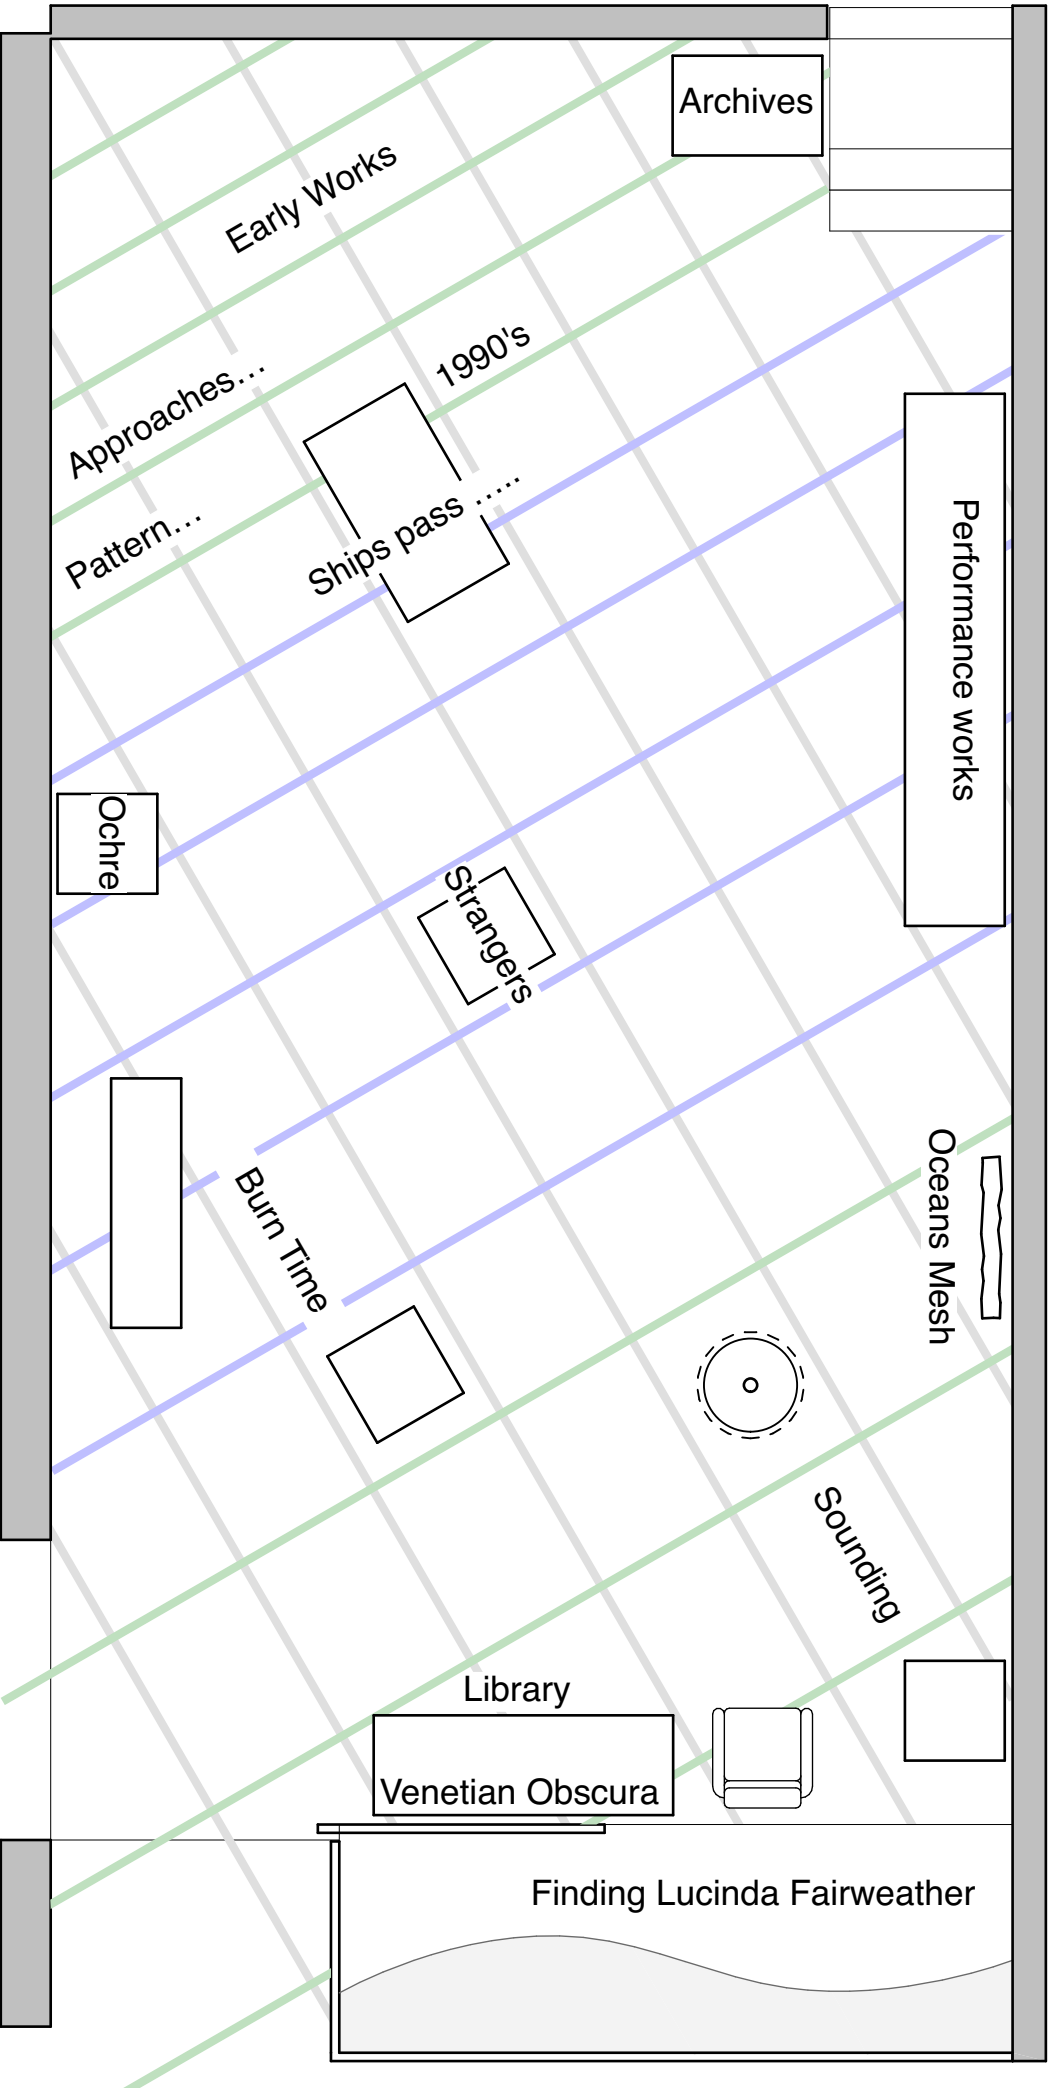 Archives
Early Works
1990's
Approaches...
Pattern...
Ships pass .....
Performance works
Ochre
Strangers
Burn Time
Oceans Mesh
Sounding
Library
Venetian Obscura
Finding Lucinda Fairweather